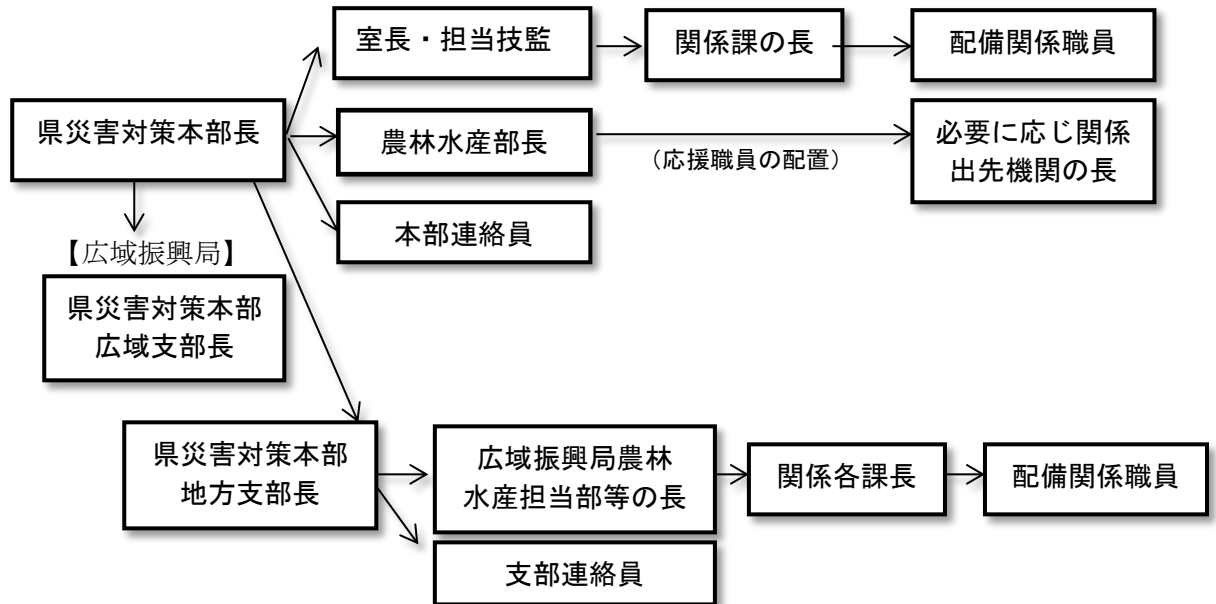 室長・担当技監
関係課の長
配備関係職員
県災害対策本部長
農林水産部長
(応援職員の配置)
必要に応じ関係
出先機関の長
本部連絡員
【広域振興局】
県災害対策本部
広域支部長
県災害対策本部
地方支部長
広域振興局農林
水産担当部等の長
関係各課長
配備関係職員
支部連絡員